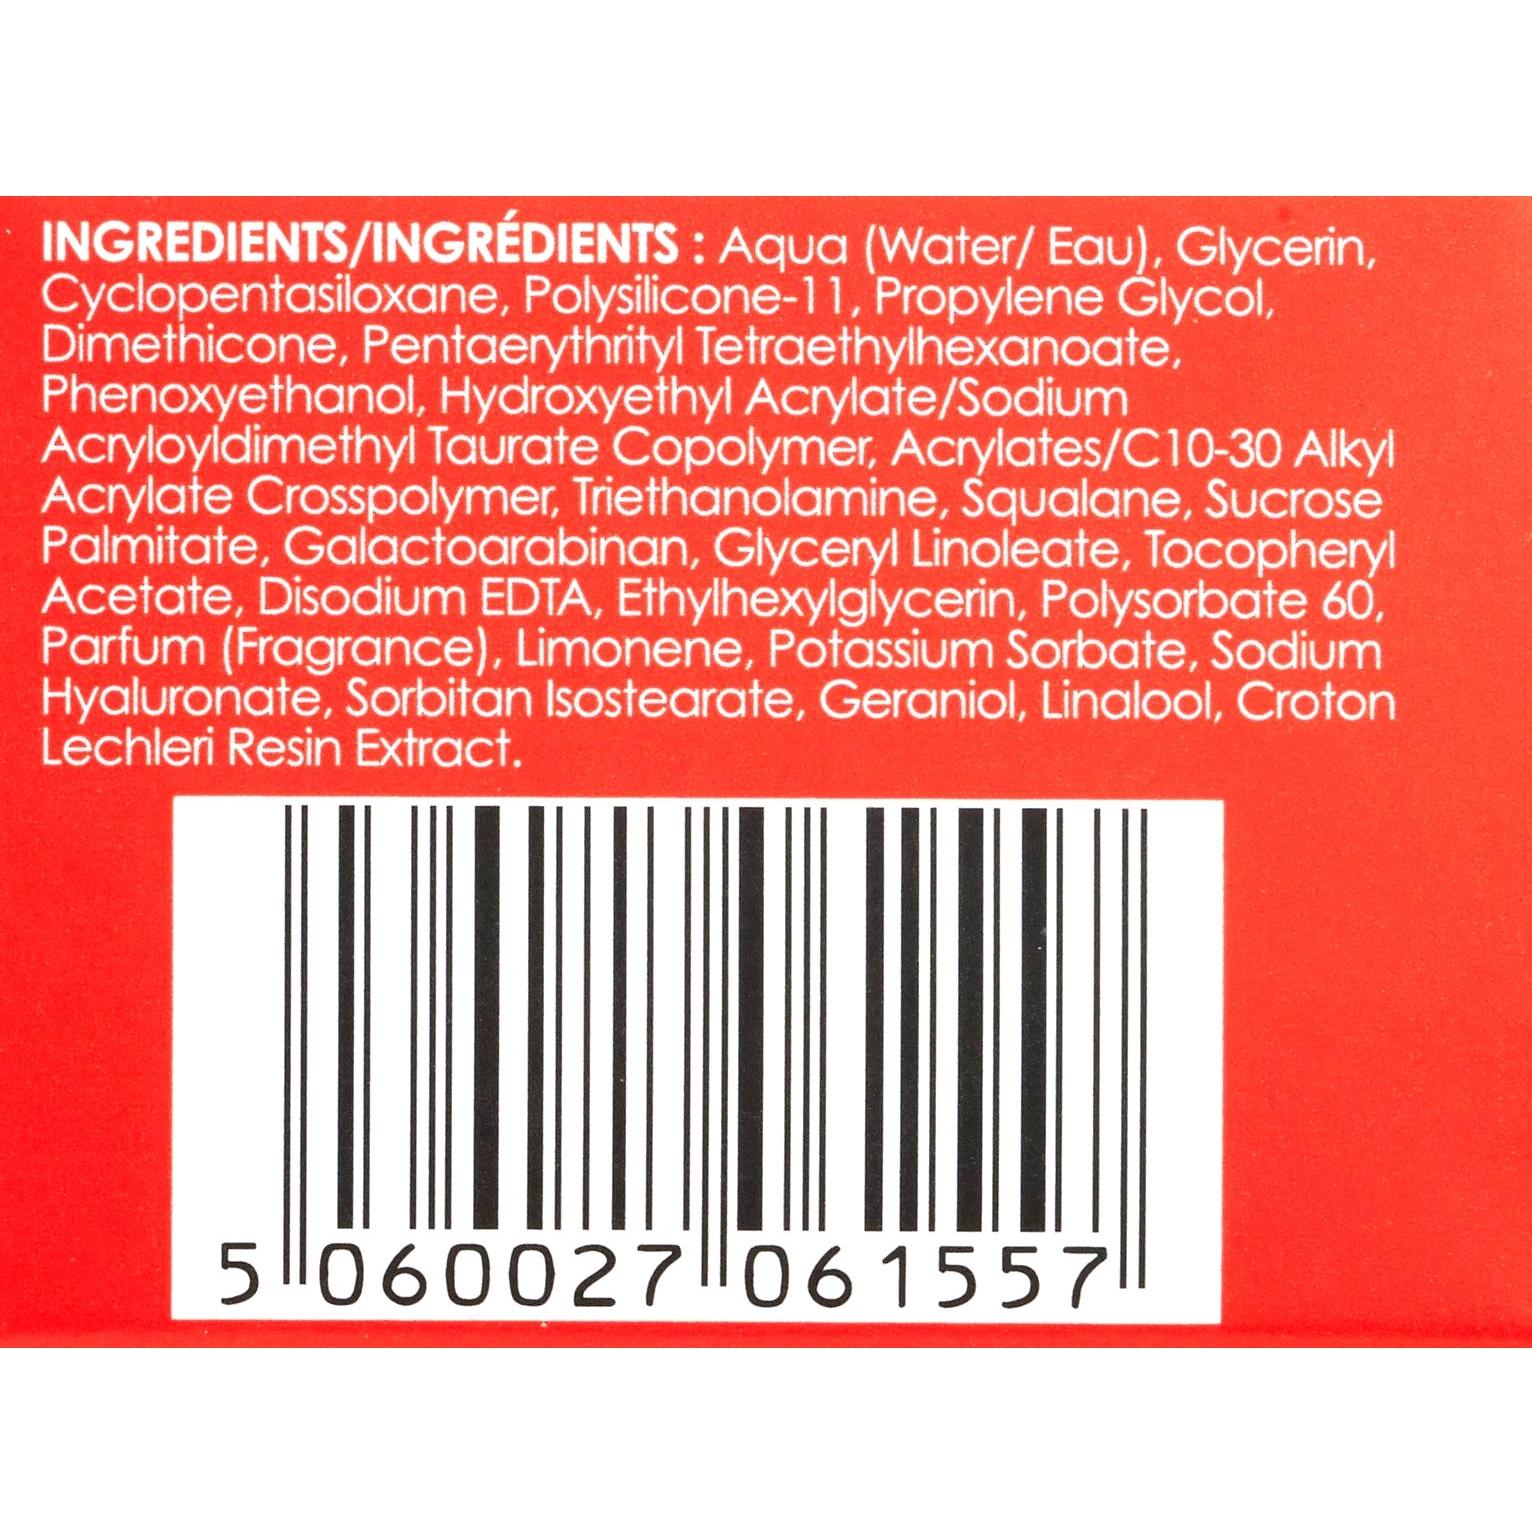 INGREDIENTS/INGRÉDIENTS : Aqua (Water/ Eau), Glycerin,
Cyclopentasiloxane, Polysilicone-11, Propylene Glycol,
Dimethicone, Pentaerythrityl Tetraethylhexanoate,
Phenoxyethanol, Hydroxyethyl Acrylate/Sodium
Acryloyldimethyl Taurate Copolymer, Acrylates/C10-30 Alkyl
Acrylate Crosspolymer, Triethanolamine, Squalane, Sucrose
Palmitate, Galactoarabinan, Glyceryl Linoleate, Tocopheryl
Acetate, Disodium EDTA, Ethylhexylglycerin, Polysorbate 60,
Parfum (Fragrance), Limonene, Potassium Sorbate, Sodium
Hyaluronate, Sorbitan Isostearate, Geraniol, Linalool, Croton
Lechleri Resin Extract.
5 060027 061557